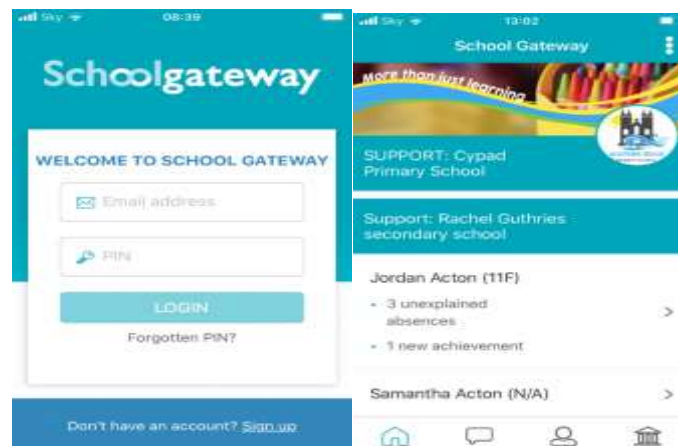 Sky 08:39
Schoolgateway
WELCOME TO SCHOOL GATEWAY
Email address
PIN
LOGIN
Forgotten PIN?
Don't have an account? Sign up
Sky 13:02
School Gateway
More than just learning
SUPPORT: Cypad
Primary School
Support: Rachel Guthries
secondary school
Jordan Acton (11F)
3 unexplained
absences
1 new achievement
Samantha Acton (N/A)